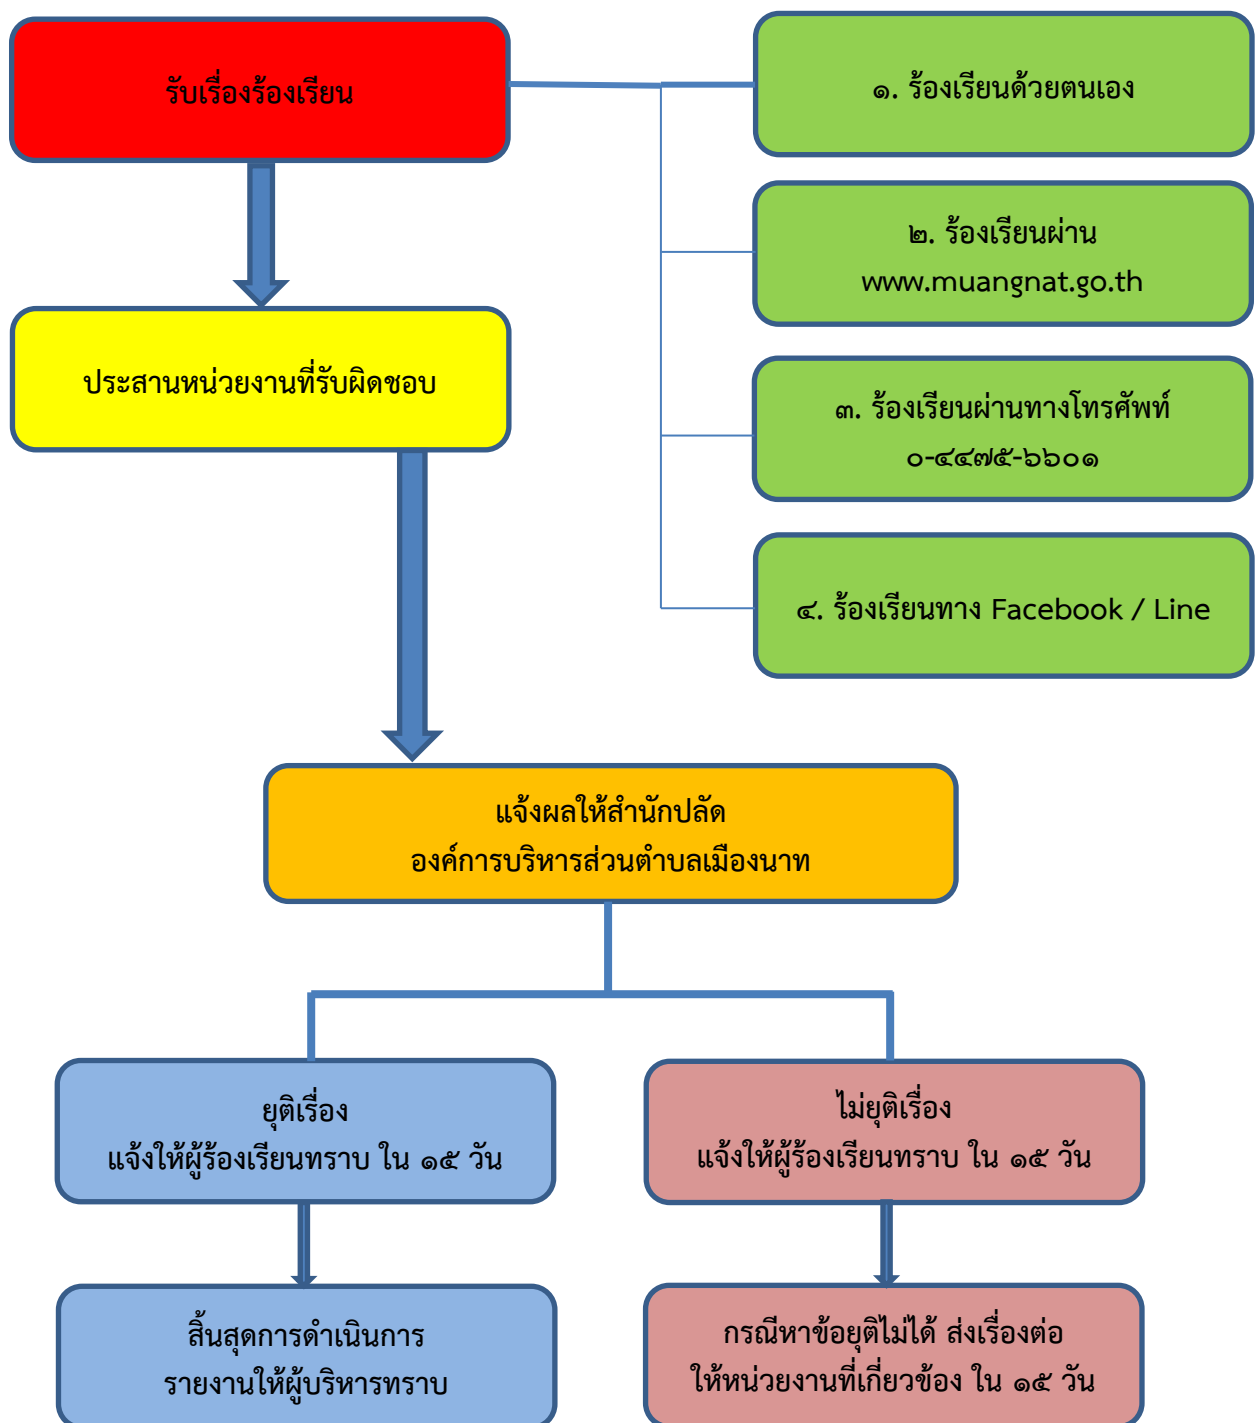 รับเรื่องร้องเรียน
๑. ร้องเรียนด้วยตนเอง
๒. ร้องเรียนผ่าน
www.muangnat.go.th
ประสานหน่วยงานที่รับผิดชอบ
๓. ร้องเรียนผ่านทางโทรศัพท์
๐-๔๔๗๕-๖๖๐๑
๔. ร้องเรียนทาง Facebook / Line
แจ้งผลให้สำนักปลัด
องค์การบริหารส่วนตำบลเมืองนาท
ยุติเรื่อง
แจ้งให้ผู้ร้องเรียนทราบ ใน ๑๕ วัน
ไม่ยุติเรื่อง
แจ้งให้ผู้ร้องเรียนทราบ ใน ๑๕ วัน
สิ้นสุดการดำเนินการ
รายงานให้ผู้บริหารทราบ
กรณีหาข้อยุติไม่ได้ ส่งเรื่องต่อ
ให้หน่วยงานที่เกี่ยวข้อง ใน ๑๕ วัน